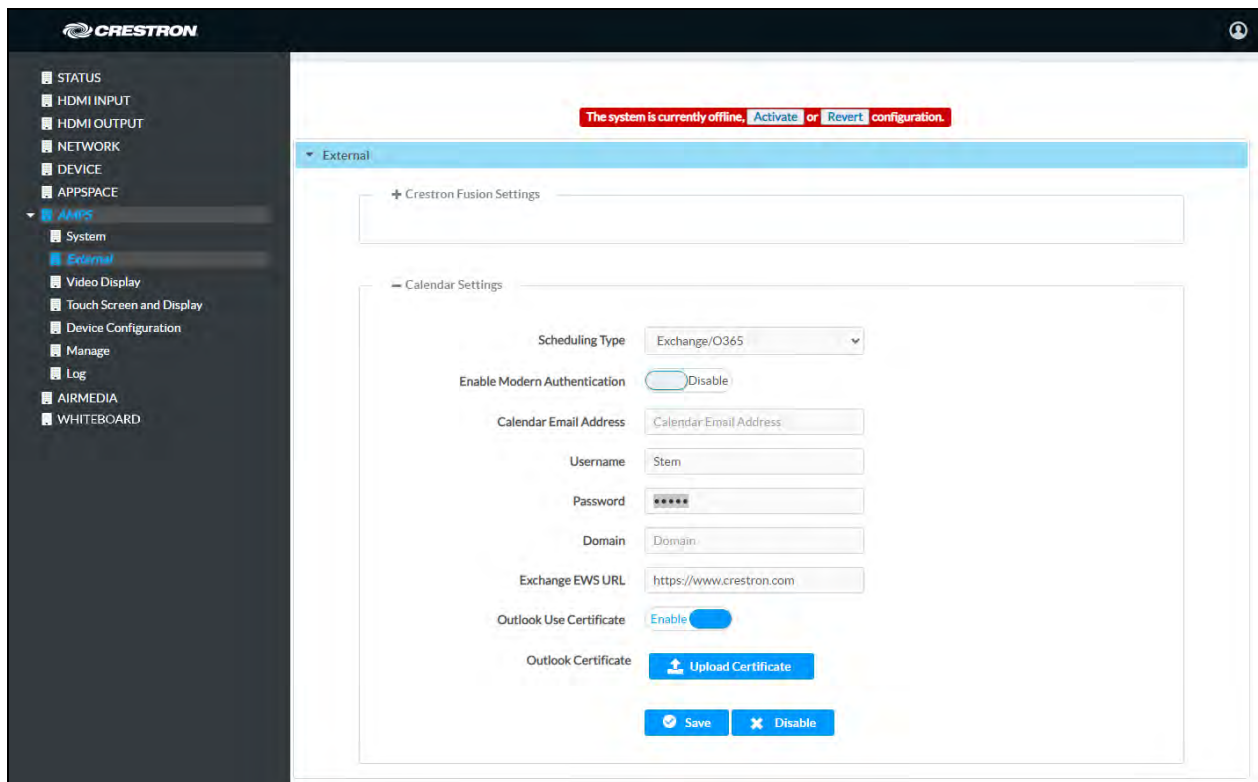 CRESTRON
STATUS
HDMI INPUT
HDMI OUTPUT
NETWORK
DEVICE
APPSPACE
AMPS
System
External
Video Display
Touch Screen and Display
Device Configuration
Manage
Log
AIRMEDIA
WHITEBOARD
The system is currently offline, Activate or Revert configuration.
External
Crestron Fusion Settings
Calendar Settings
Scheduling Type Exchange/O365
Enable Modern Authentication Disable
Calendar Email Address Calendar Email Address
Username Stem
Password •••••
Domain Domain
Exchange EWS URL https://www.crestron.com
Outlook Use Certificate Enable
Outlook Certificate Upload Certificate
Save Disable